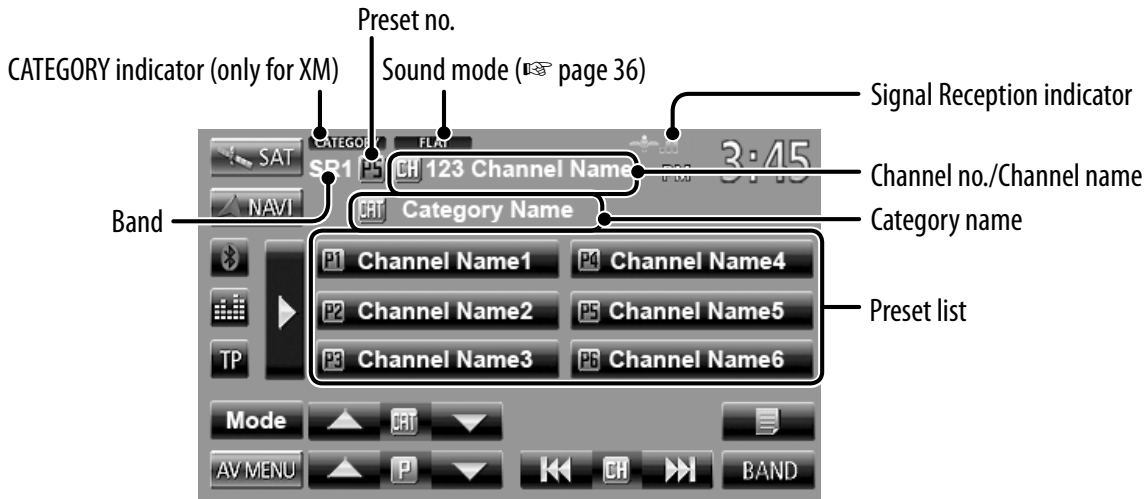 Preset no.
CATEGORY indicator (only for XM)
Sound mode (☞ page 36)
Signal Reception indicator
SAT
CATEGORY
FLAT
SR1 P5 CH 123 Channel Name
PM 3:45
Channel no./Channel name
Band
NAVI
CAT Category Name
Category name
P1 Channel Name1
P4 Channel Name4
P2 Channel Name2
P5 Channel Name5
Preset list
TP
P3 Channel Name3
P6 Channel Name6
Mode
CAT
AV MENU
P
CH
BAND